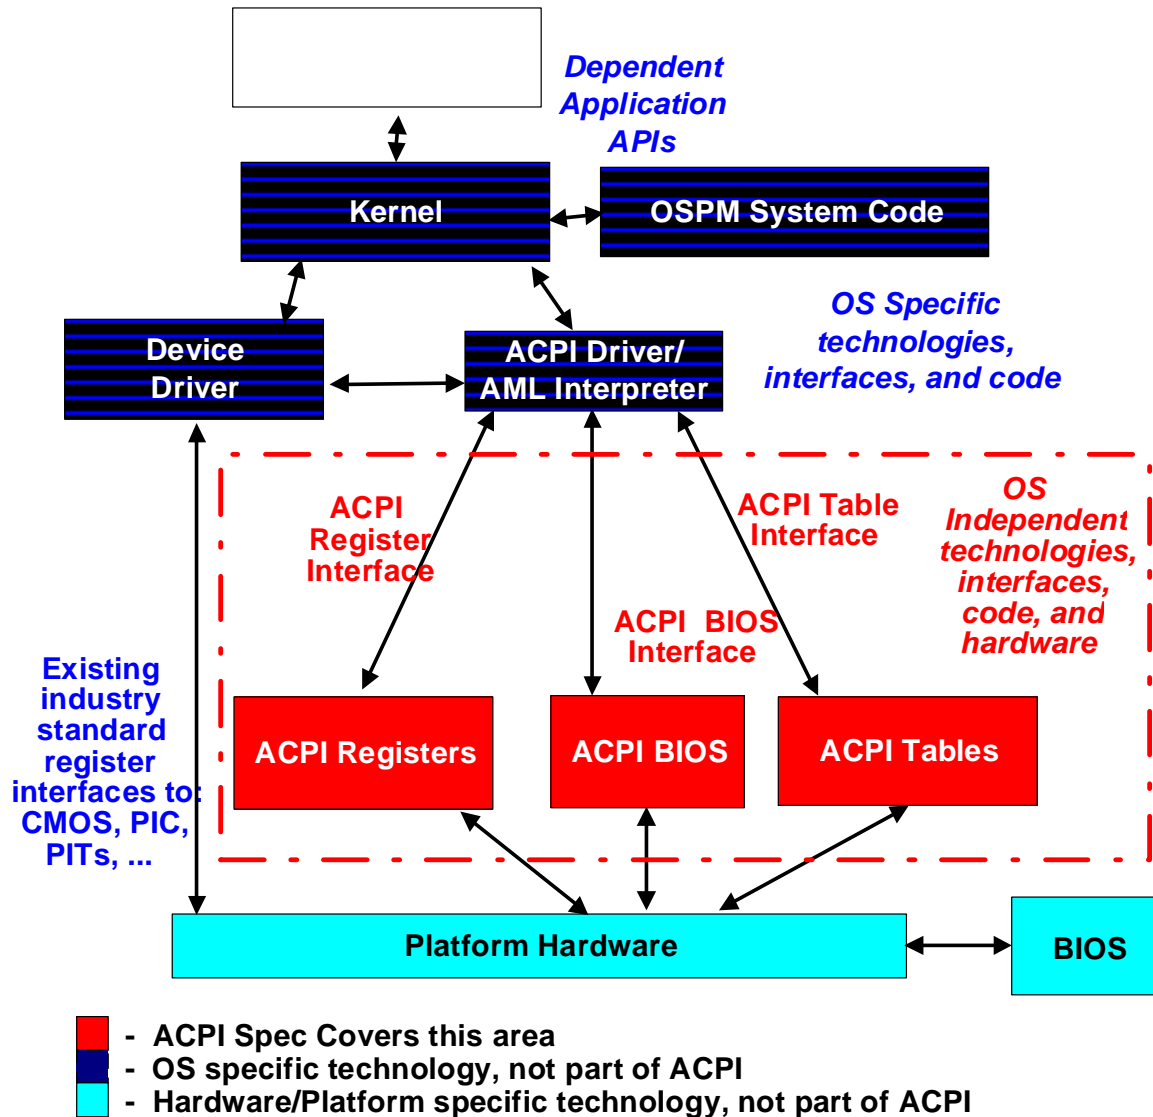 Dependent
Application
APIs
Kernel
OSPM System Code
OS Specific
technologies,
interfaces, and code
Device
Driver
ACPI Driver/
AML Interpreter
ACPI
Register
Interface
ACPI Table
Interface
OS
Independent
technologies,
interfaces,
code, and
hardware
ACPI  BIOS
Interface
Existing
industry
standard
register
interfaces to:
CMOS, PIC,
PITs, ...
ACPI Registers
ACPI BIOS
ACPI Tables
Platform Hardware
BIOS
- ACPI Spec Covers this area
- OS specific technology, not part of ACPI
- Hardware/Platform specific technology, not part of ACPI